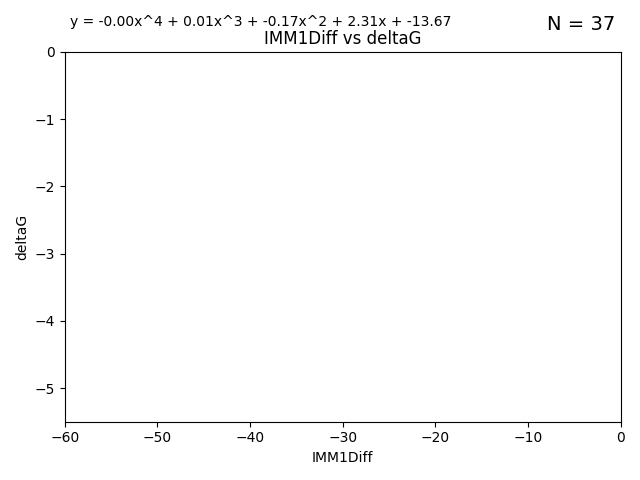 y = -0.00x^4 + 0.01x^3 + -0.17x^2 + 2.31x + -13.67
N = 37
IMM1Diff vs deltaG
0
−1
−2
−3
−4
−5
deltaG
−60 −50 −40 −30 −20 −10 0
IMM1Diff